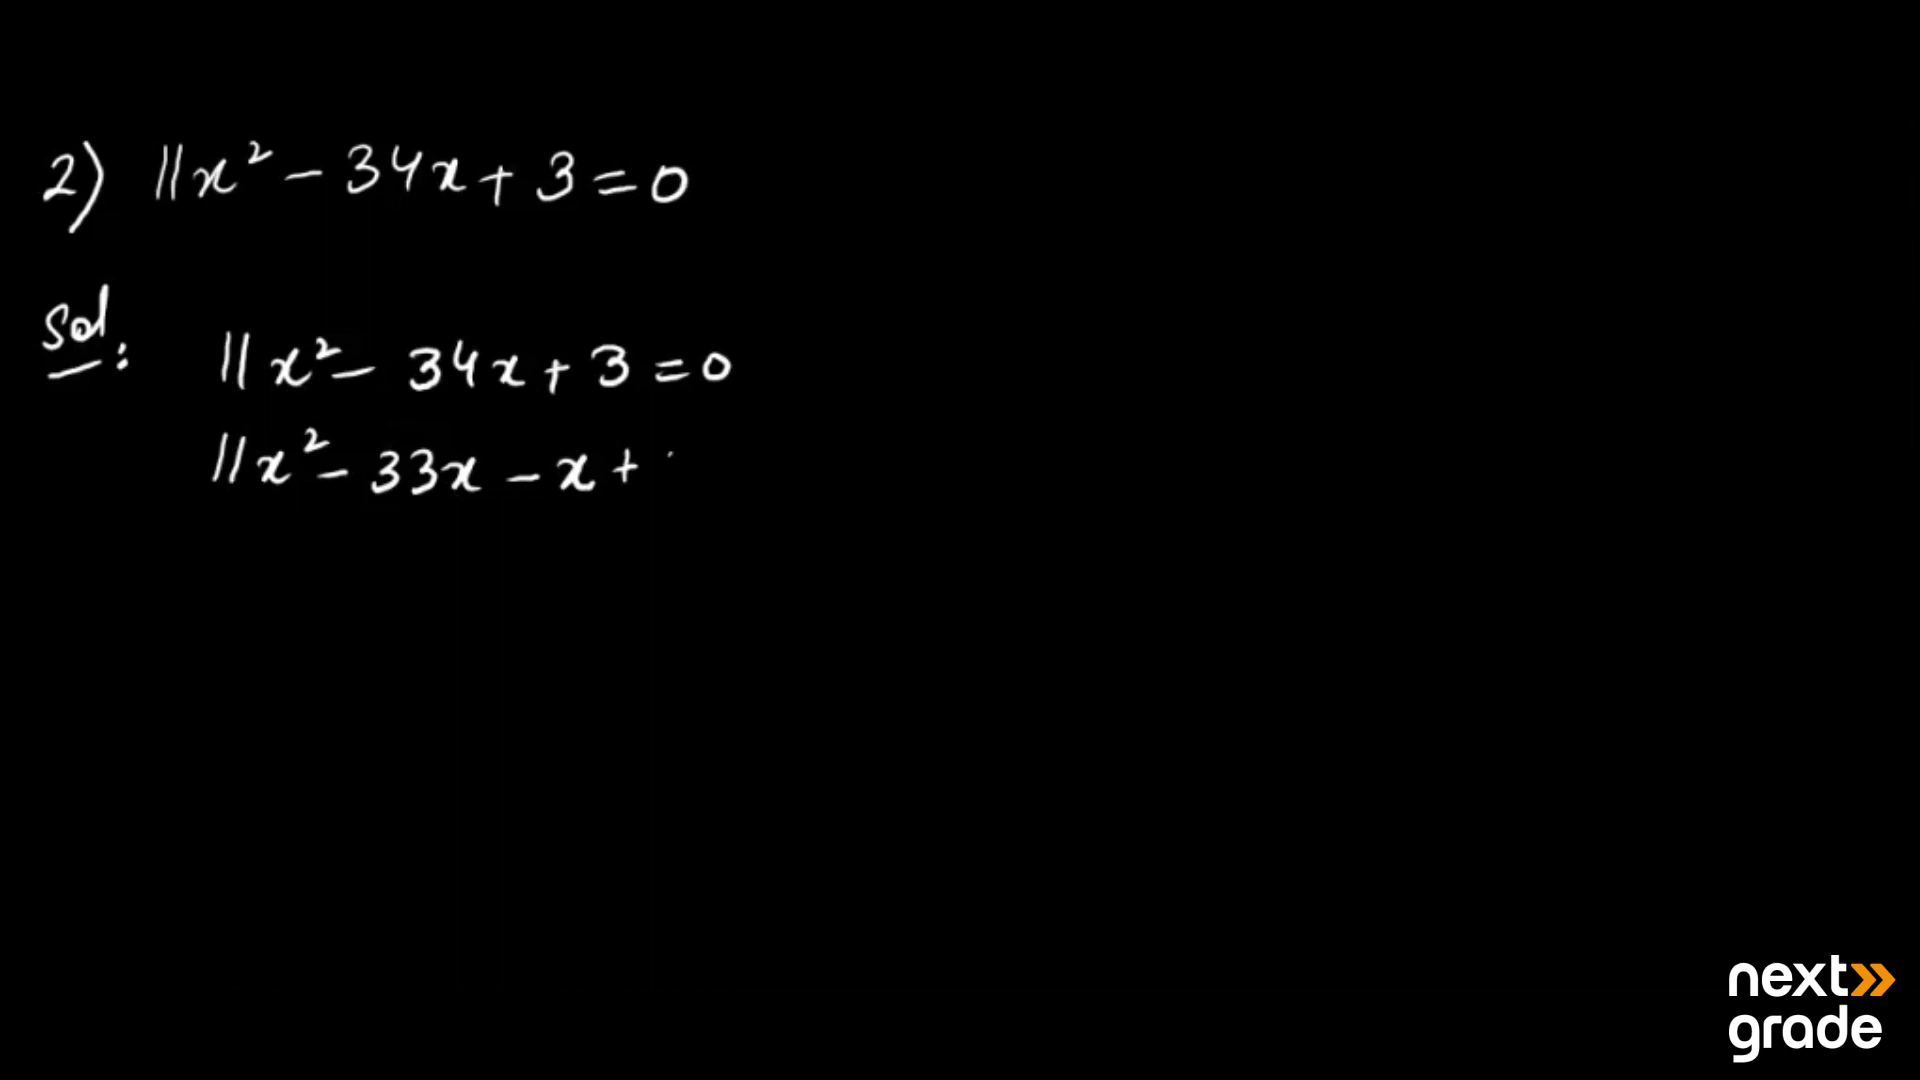 2) 11x² - 34x + 3 = 0
Sol: 11x² - 34x + 3 = 0
11x² - 33x - x +
next
grade